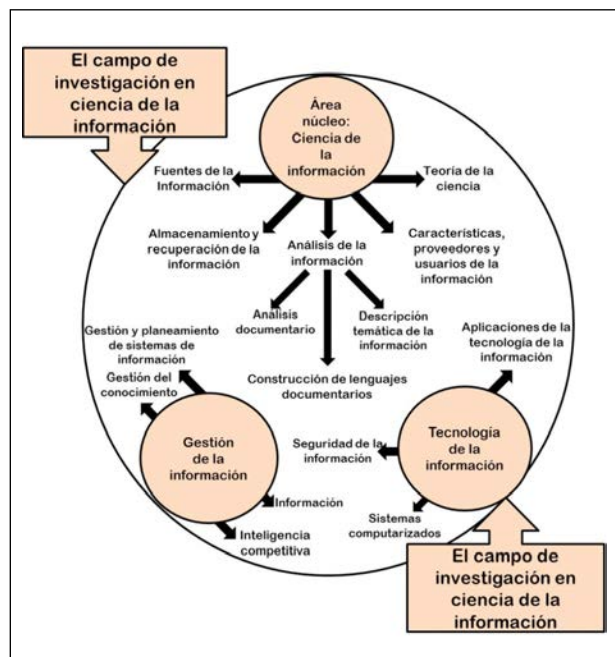 El campo de
investigación en
ciencia de la
información
Área
núcleo:
Ciencia de
la
información
Fuentes de la
Información
Teoría de la
ciencia
Almacenamiento y
recuperación de la
información
Análisis de la
información
Características,
proveedores y
usuarios de la
información
Análisis
documentario
Descripción
temática de la
información
Construcción de lenguajes
documentarios
Gestión y planeamiento
de sistemas de
información
Gestión del
conocimiento
Gestión
de la
información
Información
Inteligencia
competitiva
Aplicaciones de la
tecnología de la
información
Tecnología
de la
información
Seguridad de la
información
Sistemas
computarizados
El campo de
investigación en
ciencia de la
información